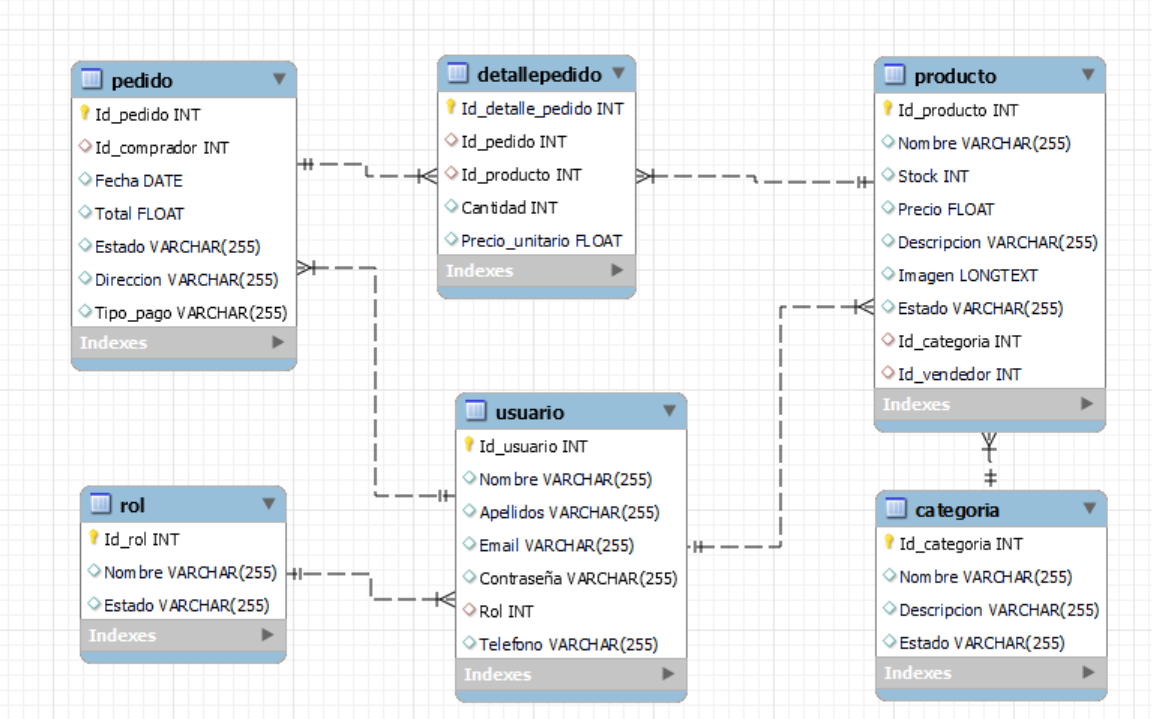 pedido
Id_pedido INT
Id_comprador INT
Fecha DATE
Total FLOAT
Estado VARCHAR(255)
Direccion VARCHAR(255)
Tipo_pago VARCHAR(255)
Indexes
detallepedido
Id_detalle_pedido INT
Id_pedido INT
Id_producto INT
Cantidad INT
Precio_unitario FLOAT
Indexes
producto
Id_producto INT
Nombre VARCHAR(255)
Stock INT
Precio FLOAT
Descripcion VARCHAR(255)
Imagen LONGTEXT
Estado VARCHAR(255)
Id_categoria INT
Id_vendedor INT
Indexes
rol
Id_rol INT
Nombre VARCHAR(255)
Estado VARCHAR(255)
Indexes
usuario
Id_usuario INT
Nombre VARCHAR(255)
Apellidos VARCHAR(255)
Email VARCHAR(255)
Contraseña VARCHAR(255)
Rol INT
Telefono VARCHAR(255)
Indexes
categoria
Id_categoria INT
Nombre VARCHAR(255)
Descripcion VARCHAR(255)
Estado VARCHAR(255)
Indexes